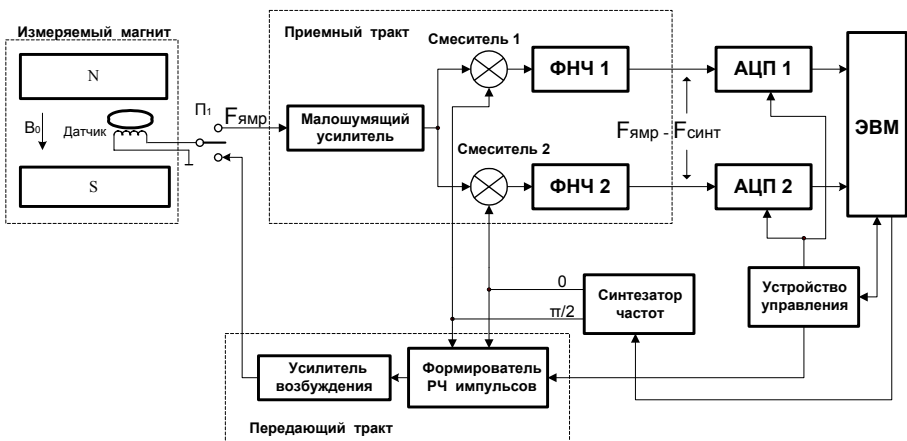 Измеряемый магнит
N
B₀
Датчик
S
П₁
Fямр
Приемный тракт
Малошумящий
усилитель
Смеситель 1
ФНЧ 1
Смеситель 2
ФНЧ 2
Fямр - Fсинт
АЦП 1
АЦП 2
ЭВМ
0
π/2
Синтезатор
частот
Устройство
управления
Усилитель
возбуждения
Формирователь
РЧ импульсов
Передающий тракт